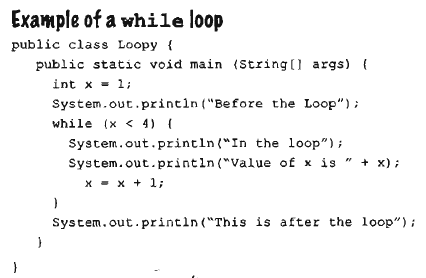 Example of a while loop
public class Loopy {
public static void main (String[] args) {
int x = 1;
System.out.println("Before the Loop");
while (x < 4) {
System.out.println("In the loop");
System.out.println("Value of x is " + x);
x = x + 1;
}
System.out.println("This is after the loop");
}
}